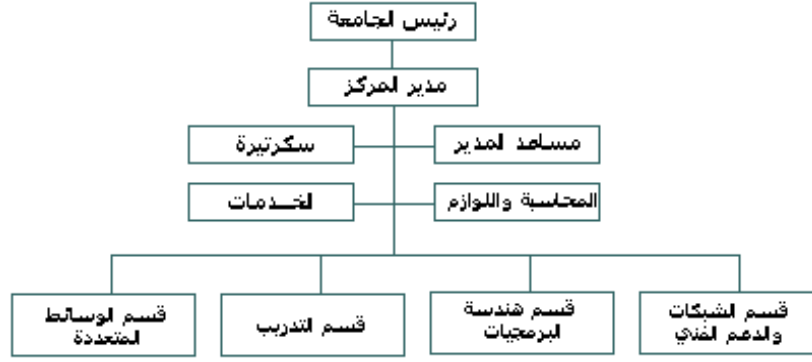 رئيس الجامعة
مدير المركز
مساعد المدير
سكرتيرة
المحاسبة واللوازم
الخـــدمات
قسم الشبكات
والدعم الفني
قسم هندسة
البرمجيات
قسم التدريب
قسم الوسائط
المتعددة